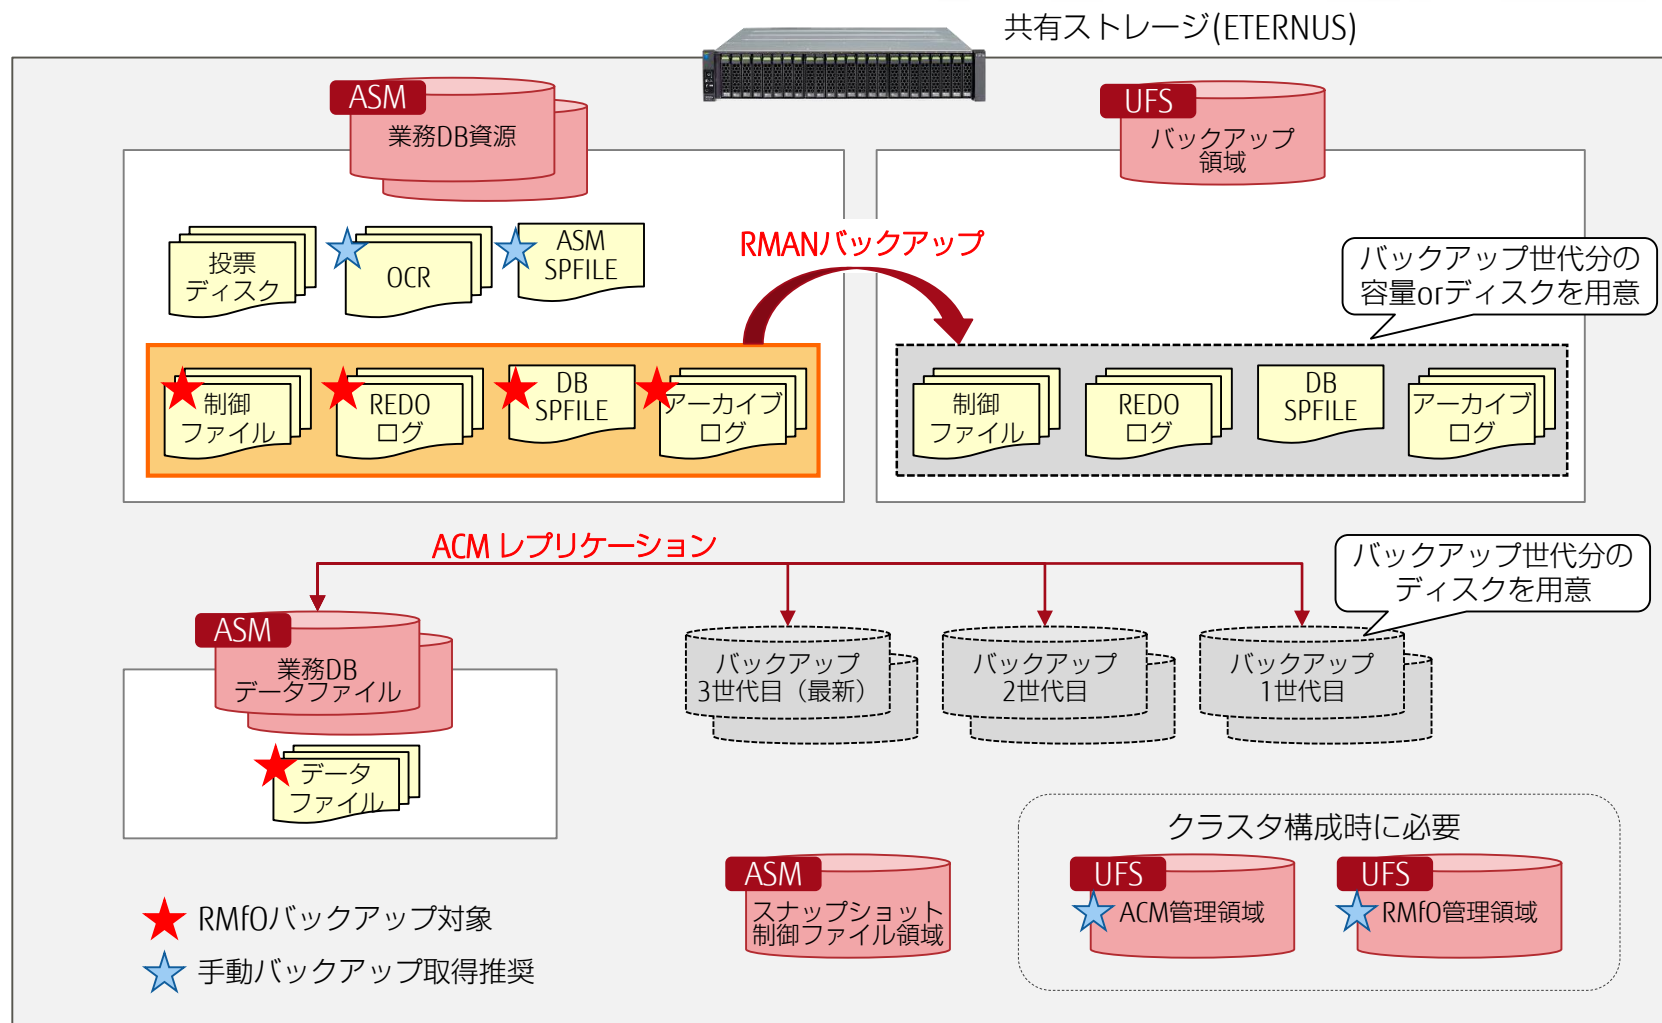 共有ストレージ(ETERNUS)
ASM
業務DB資源
UFS
バックアップ
領域
投票
ディスク
OCR
ASM
SPFILE
RMANバックアップ
バックアップ世代分の
容量orディスクを用意
制御
ファイル
REDO
ログ
DB
SPFILE
アーカイブ
ログ
制御
ファイル
REDO
ログ
DB
SPFILE
アーカイブ
ログ
ACM レプリケーション
バックアップ世代分の
ディスクを用意
ASM
業務DB
データファイル
バックアップ
3世代目（最新）
バックアップ
2世代目
バックアップ
1世代目
データ
ファイル
クラスタ構成時に必要
ASM
スナップショット
制御ファイル領域
UFS
ACM管理領域
UFS
RMfO管理領域
RMfOバックアップ対象
手動バックアップ取得推奨